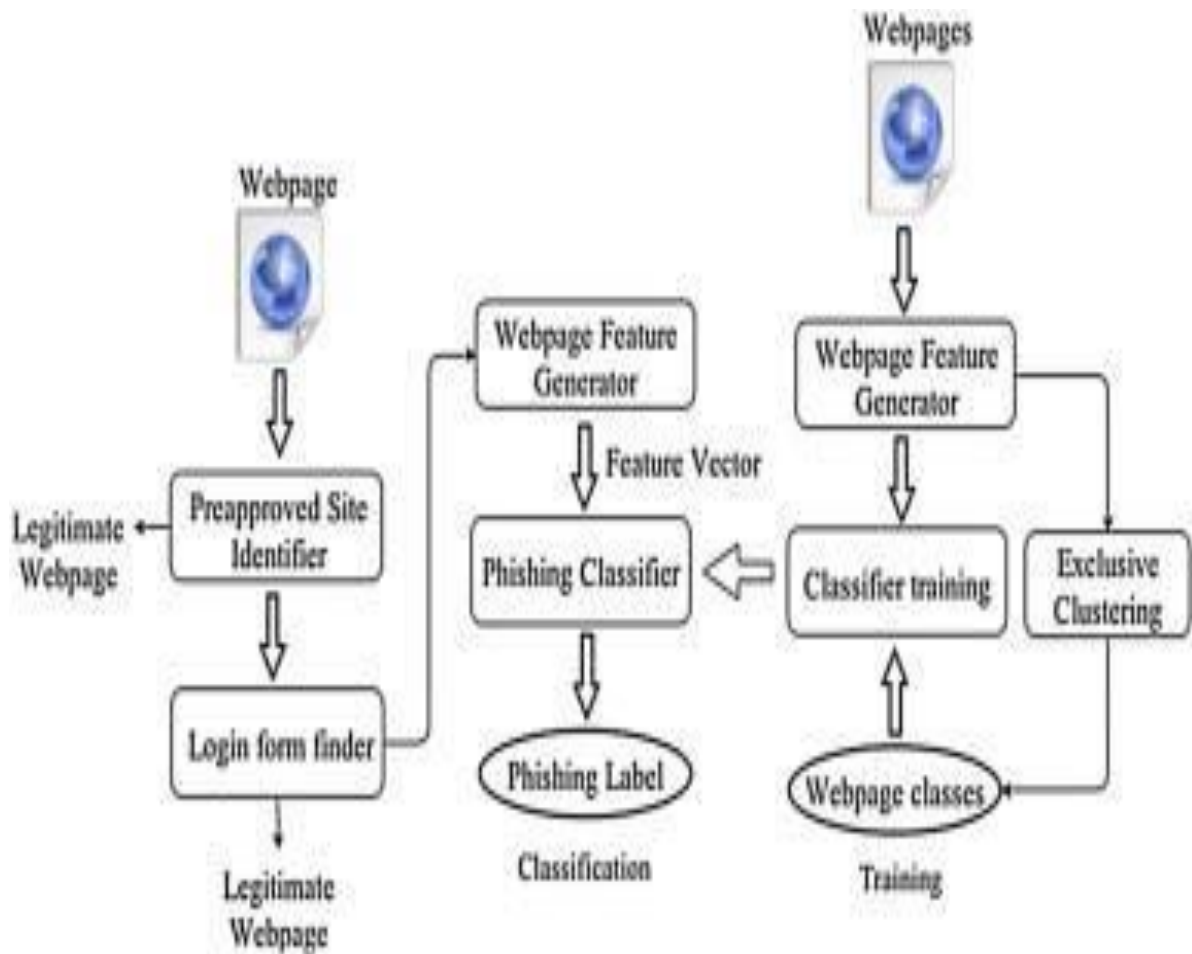 Webpages
Webpage
Webpage Feature
Generator
Webpage Feature
Generator
Feature Vector
Preapproved Site
Identifier
Legitimate
Webpage
Phishing Classifier
Classifier training
Exclusive
Clustering
Login form finder
Phishing Label
Webpage classes
Legitimate
Webpage
Classification
Training